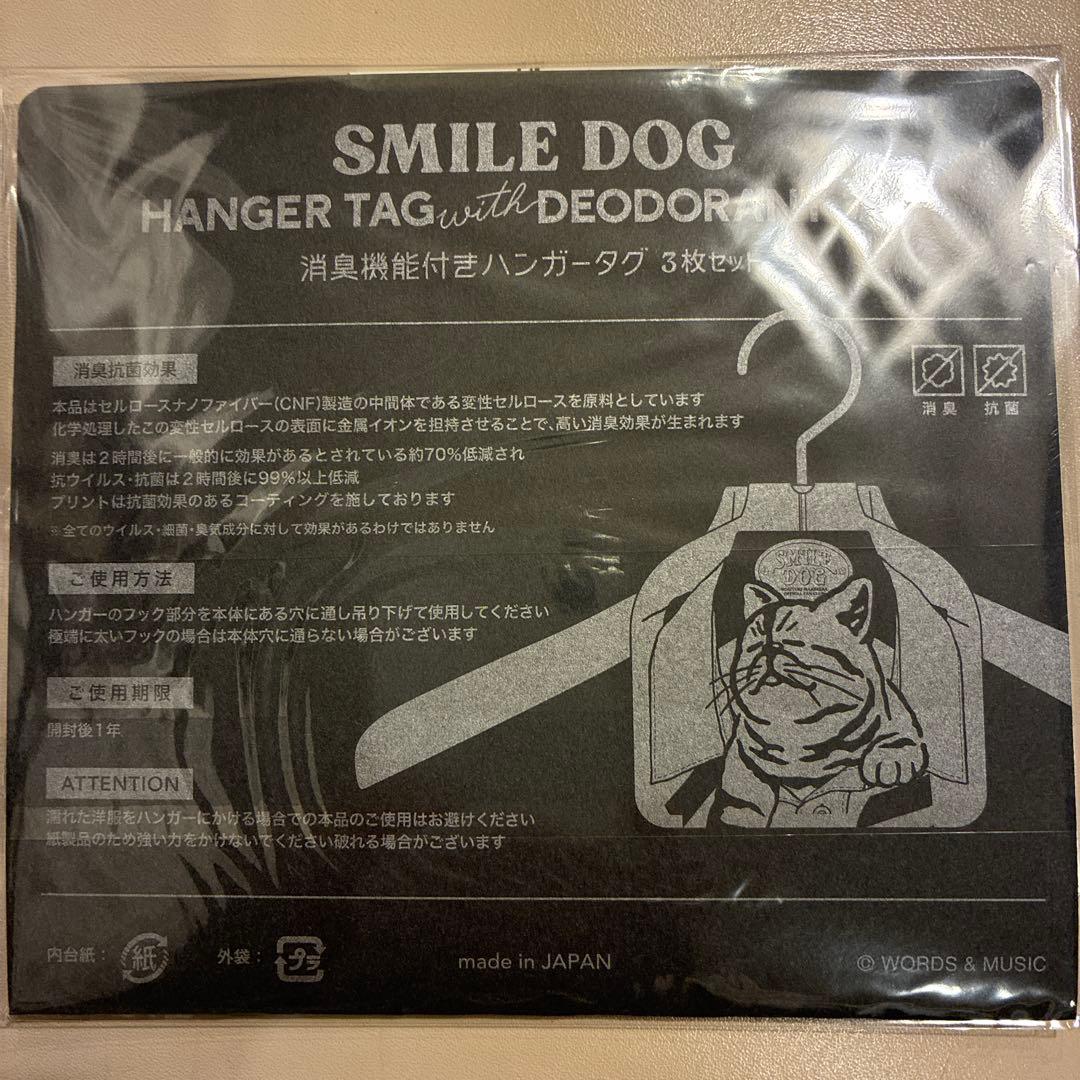 SMILE DOG
HANGER TAG with DEODORANT
消臭機能付きハンガータグ 3枚セット
消臭抗菌効果
本品はセルロースナノファイバー(CNF)製造の中間体である変性セルロースを原料としています
化学処理したこの変性セルロースの表面に金属イオンを担持させることで、高い消臭効果が生まれます
消臭は2時間後に一般的に効果があるとされている約70%低減され
抗ウイルス・抗菌は2時間後に99%以上低減
プリントは抗菌効果のあるコーティングを施しております
※全てのウイルス・細菌・臭気成分に対して効果があるわけではありません
消臭 抗菌
ご使用方法
ハンガーのフック部分を本体にある穴に通し吊り下げて使用してください
極端に太いフックの場合は本体穴に通らない場合がございます
ご使用期限
開封後1年
ATTENTION
濡れた洋服をハンガーにかける場合での本品のご使用はお避けください
紙製品のため強い力をかけないでください破れる場合がございます
SMILE
DOG
内台紙： 紙 外袋： プラ
made in JAPAN
© WORDS & MUSIC